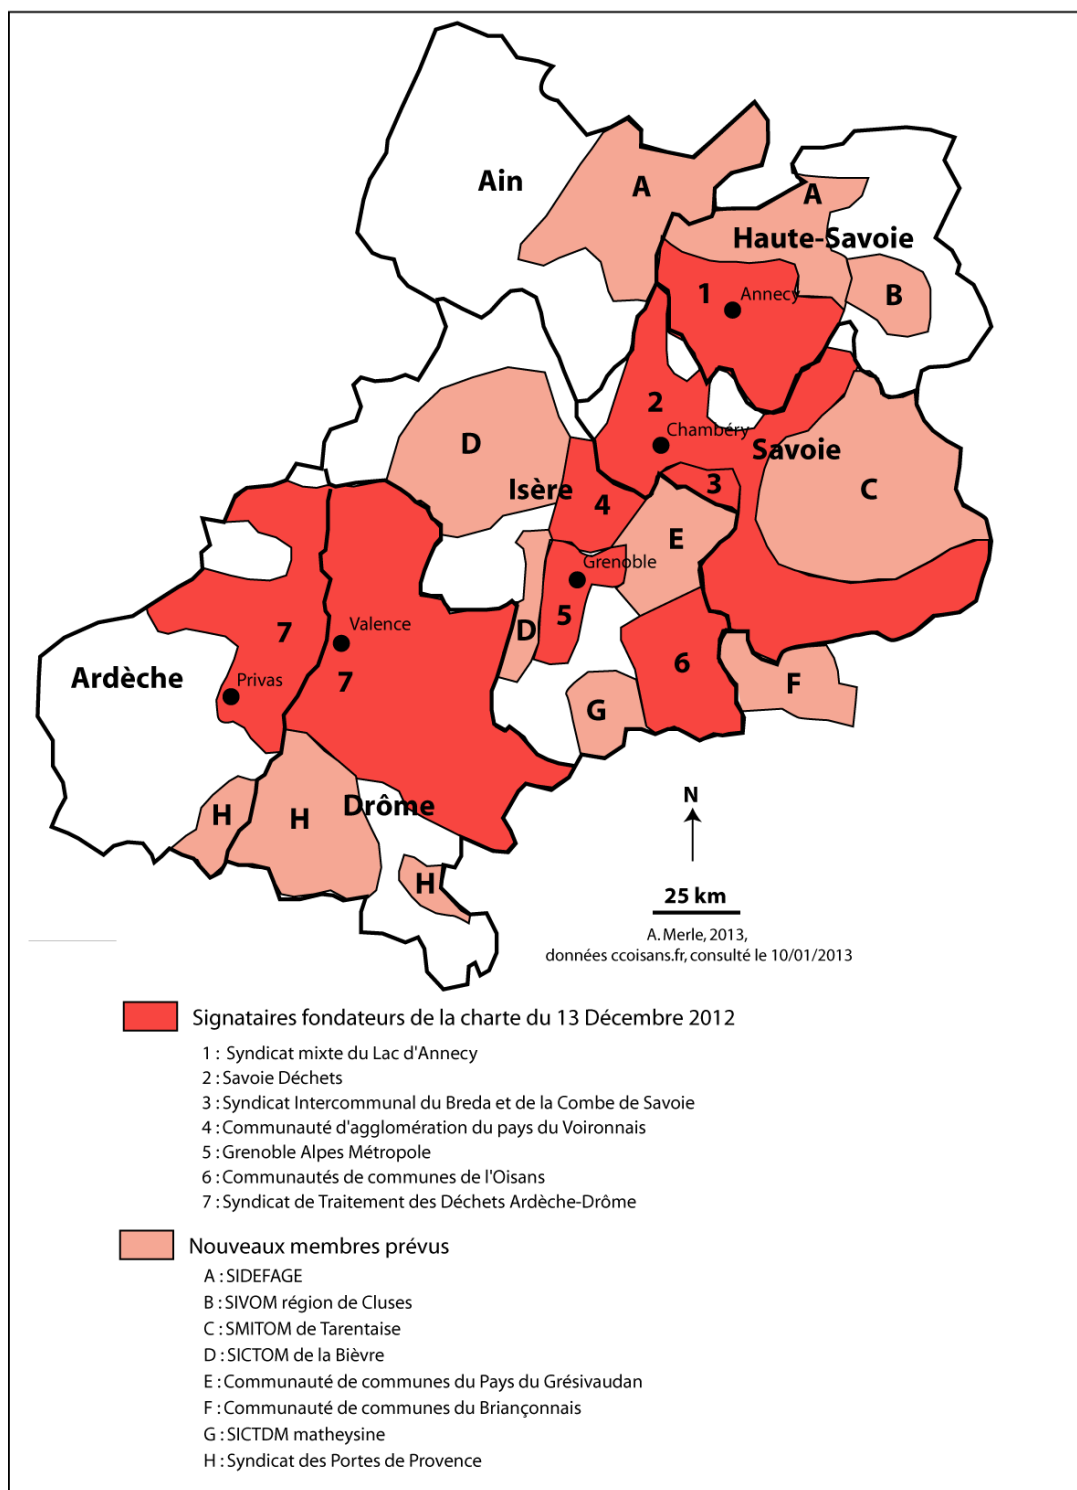 Ain
A
A
Haute-Savoie
1
Annecy
B
2
Chambéry
Savoie
D
Isère
3
C
4
E
Grenoble
5
D
7
Valence
7
6
Ardèche
Privas
F
G
H
H
Drôme
H
N
25 km
A. Merle, 2013,
données ccoisans.fr, consulté le 10/01/2013
Signataires fondateurs de la charte du 13 Décembre 2012
1 : Syndicat mixte du Lac d'Annecy
2 : Savoie Déchets
3 : Syndicat Intercommunal du Breda et de la Combe de Savoie
4 : Communauté d'agglomération du pays du Voironnais
5 : Grenoble Alpes Métropole
6 : Communautés de communes de l'Oisans
7 : Syndicat de Traitement des Déchets Ardèche-Drôme
Nouveaux membres prévus
A : SIDEFAGE
B : SIVOM région de Cluses
C : SMITOM de Tarentaise
D : SICTOM de la Bièvre
E : Communauté de communes du Pays du Grésivaudan
F : Communauté de communes du Briançonnais
G : SICTDM matheysine
H : Syndicat des Portes de Provence